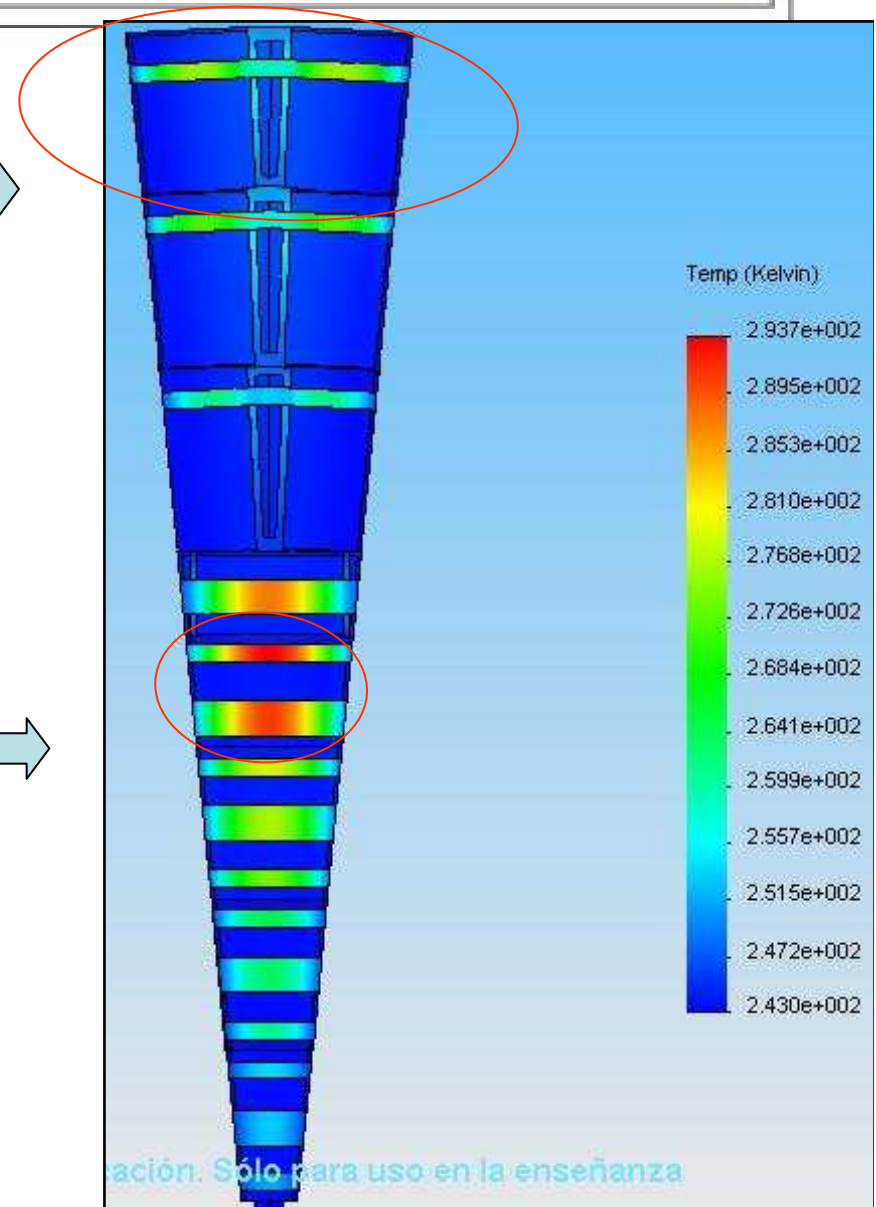 Temp (Kelvin)
2.937e+002
2.895e+002
2.853e+002
2.810e+002
2.768e+002
2.726e+002
2.684e+002
2.641e+002
2.599e+002
2.557e+002
2.515e+002
2.472e+002
2.430e+002
cación. Sólo para uso en la enseñanza